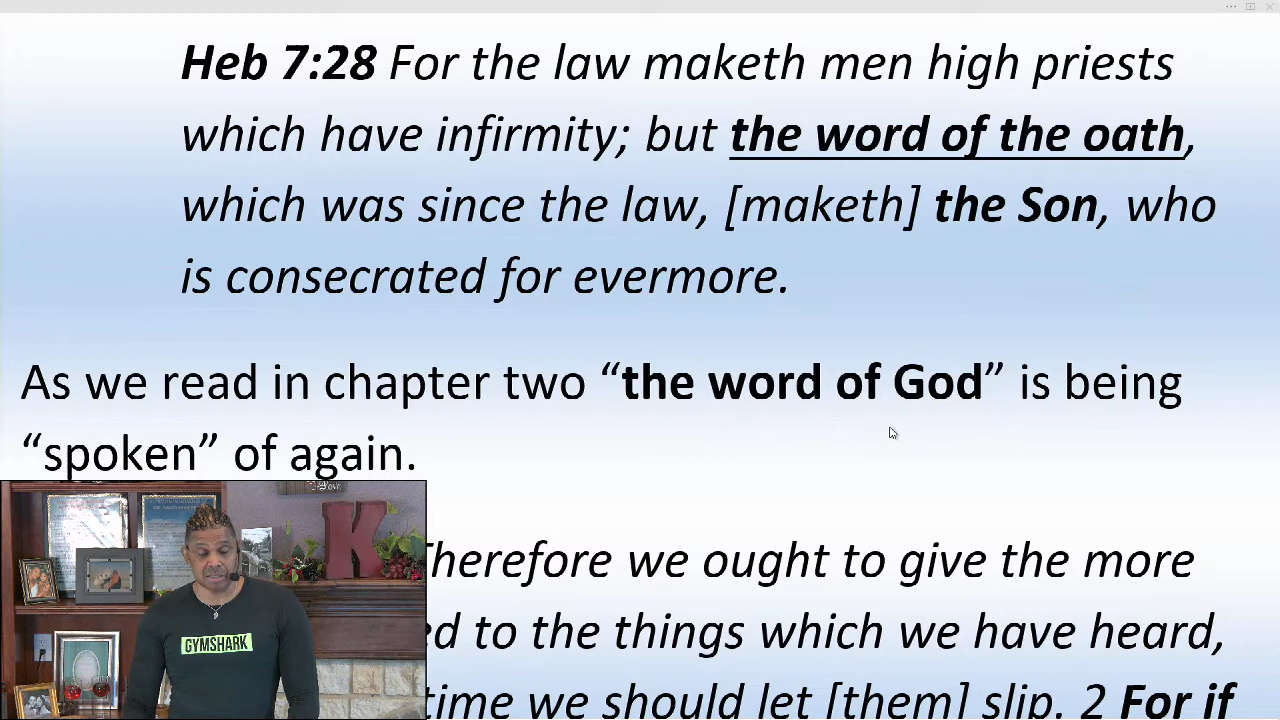 Heb 7:28 For the law maketh men high priests
which have infirmity; but the word of the oath,
which was since the law, [maketh] the Son, who
is consecrated for evermore.
As we read in chapter two “the word of God” is being
“spoken” of again.
Therefore we ought to give the more
ed to the things which we have heard,
time we should let [them] slip. 2 For if
K
GYMSHARK